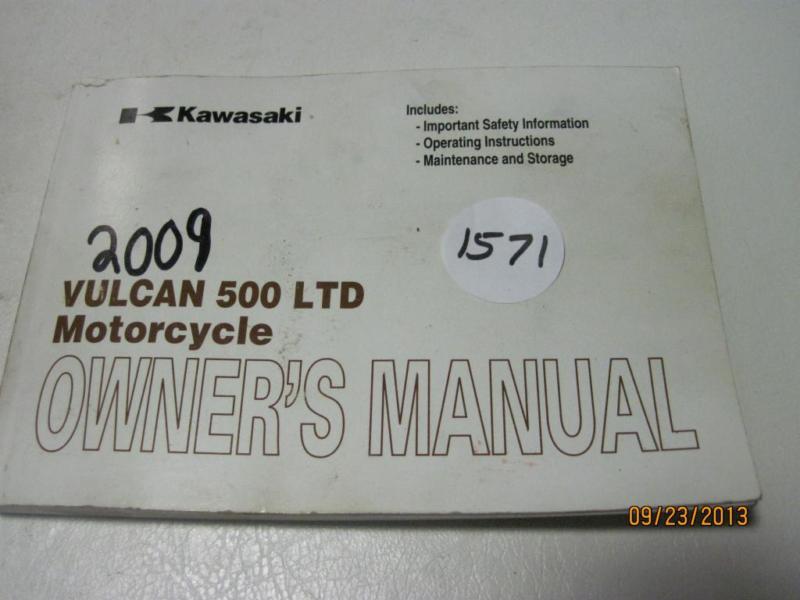 Kawasaki
Includes:
- Important Safety Information
- Operating Instructions
- Maintenance and Storage
2009
1571
VULCAN 500 LTD
Motorcycle
OWNER'S MANUAL
09/23/2013